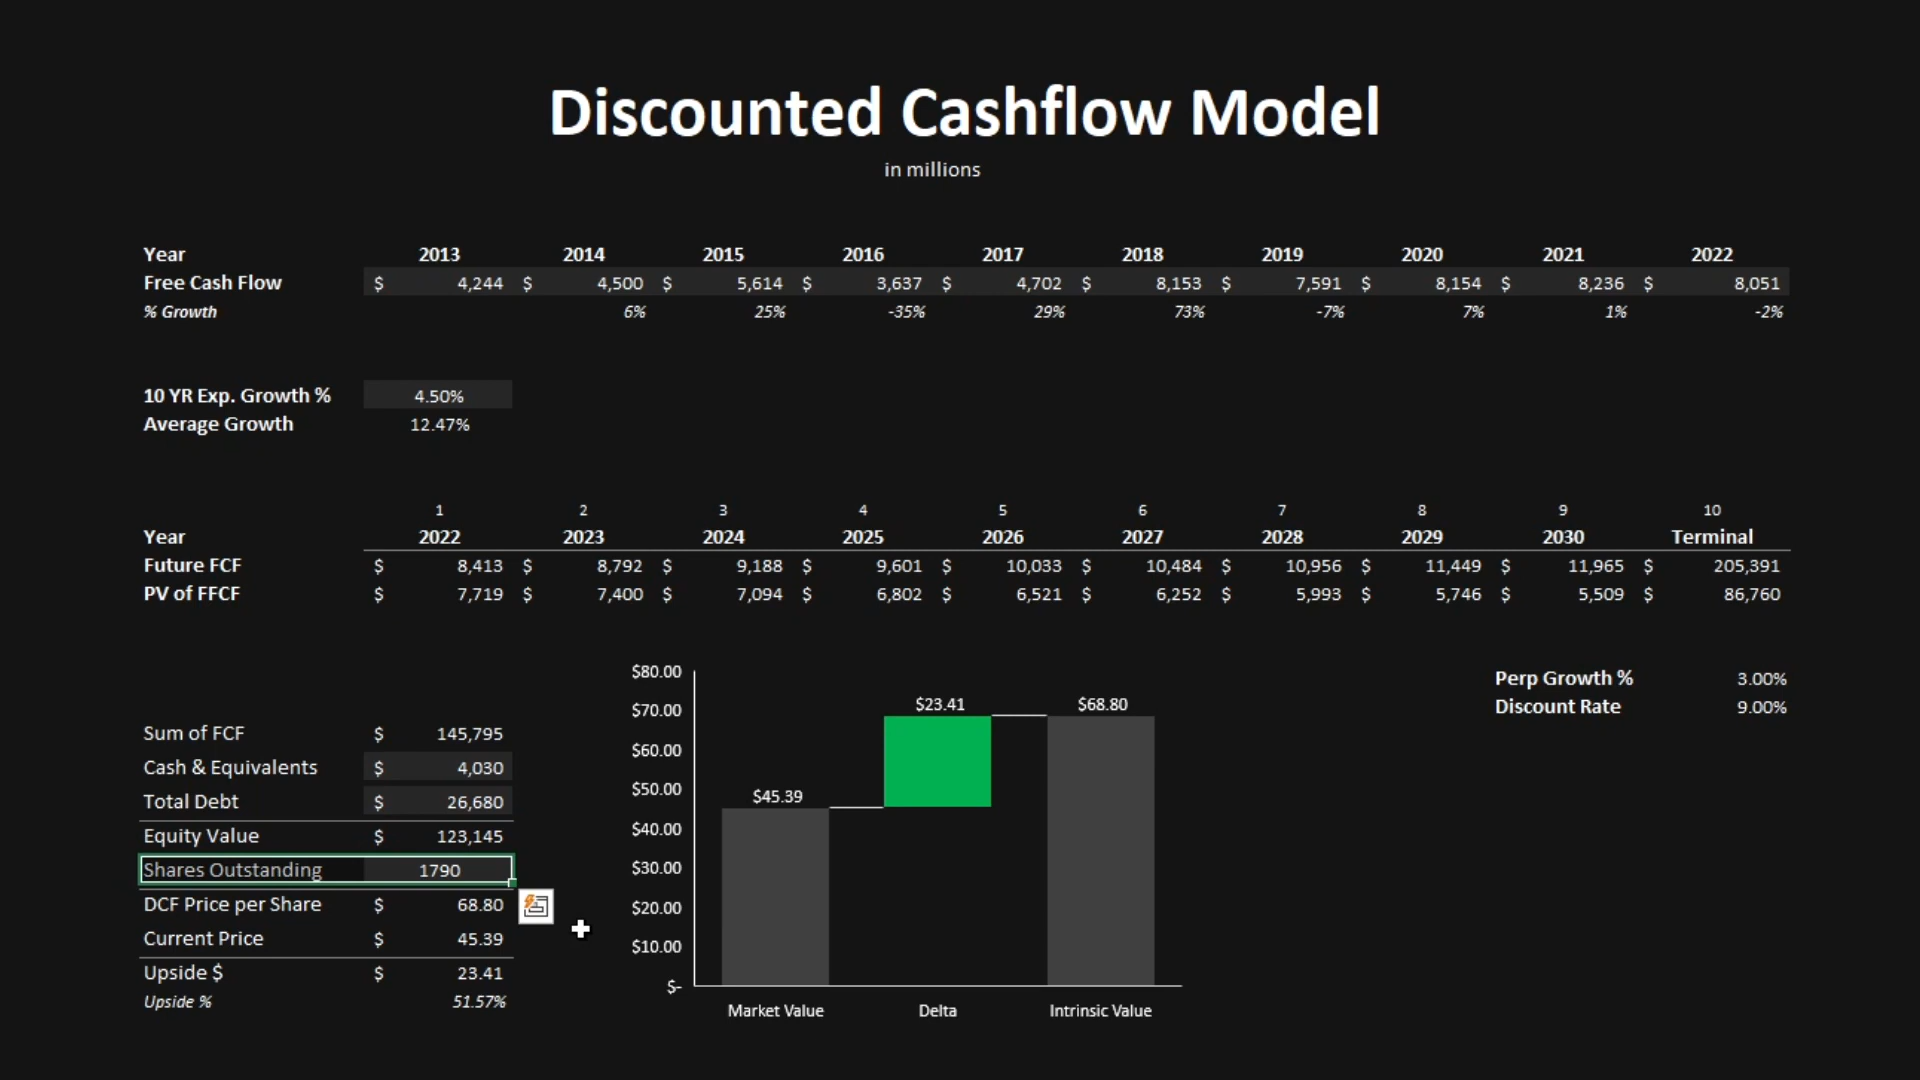 Discounted Cashflow Model
in millions
Year 2013 2014 2015 2016 2017 2018 2019 2020 2021 2022
Free Cash Flow $ 4,244 $ 4,500 $ 5,614 $ 3,637 $ 4,702 $ 8,153 $ 7,591 $ 8,154 $ 8,236 $ 8,051
% Growth 6% 25% -35% 29% 73% -7% 7% 1% -2%
10 YR Exp. Growth % 4.50%
Average Growth 12.47%
1 2 3 4 5 6 7 8 9 10
Year 2022 2023 2024 2025 2026 2027 2028 2029 2030 Terminal
Future FCF $ 8,413 $ 8,792 $ 9,188 $ 9,601 $ 10,033 $ 10,484 $ 10,956 $ 11,449 $ 11,965 $ 205,391
PV of FFCF $ 7,719 $ 7,400 $ 7,094 $ 6,802 $ 6,521 $ 6,252 $ 5,993 $ 5,746 $ 5,509 $ 86,760
Sum of FCF $ 145,795
Cash & Equivalents $ 4,030
Total Debt $ 26,680
Equity Value $ 123,145
Shares Outstanding 1790
DCF Price per Share $ 68.80
Current Price $ 45.39
Upside $ $ 23.41
Upside % 51.57%
$80.00
$70.00
$60.00
$50.00
$40.00
$30.00
$20.00
$10.00
$-
$45.39
$23.41
$68.80
Market Value Delta Intrinsic Value
Perp Growth % 3.00%
Discount Rate 9.00%